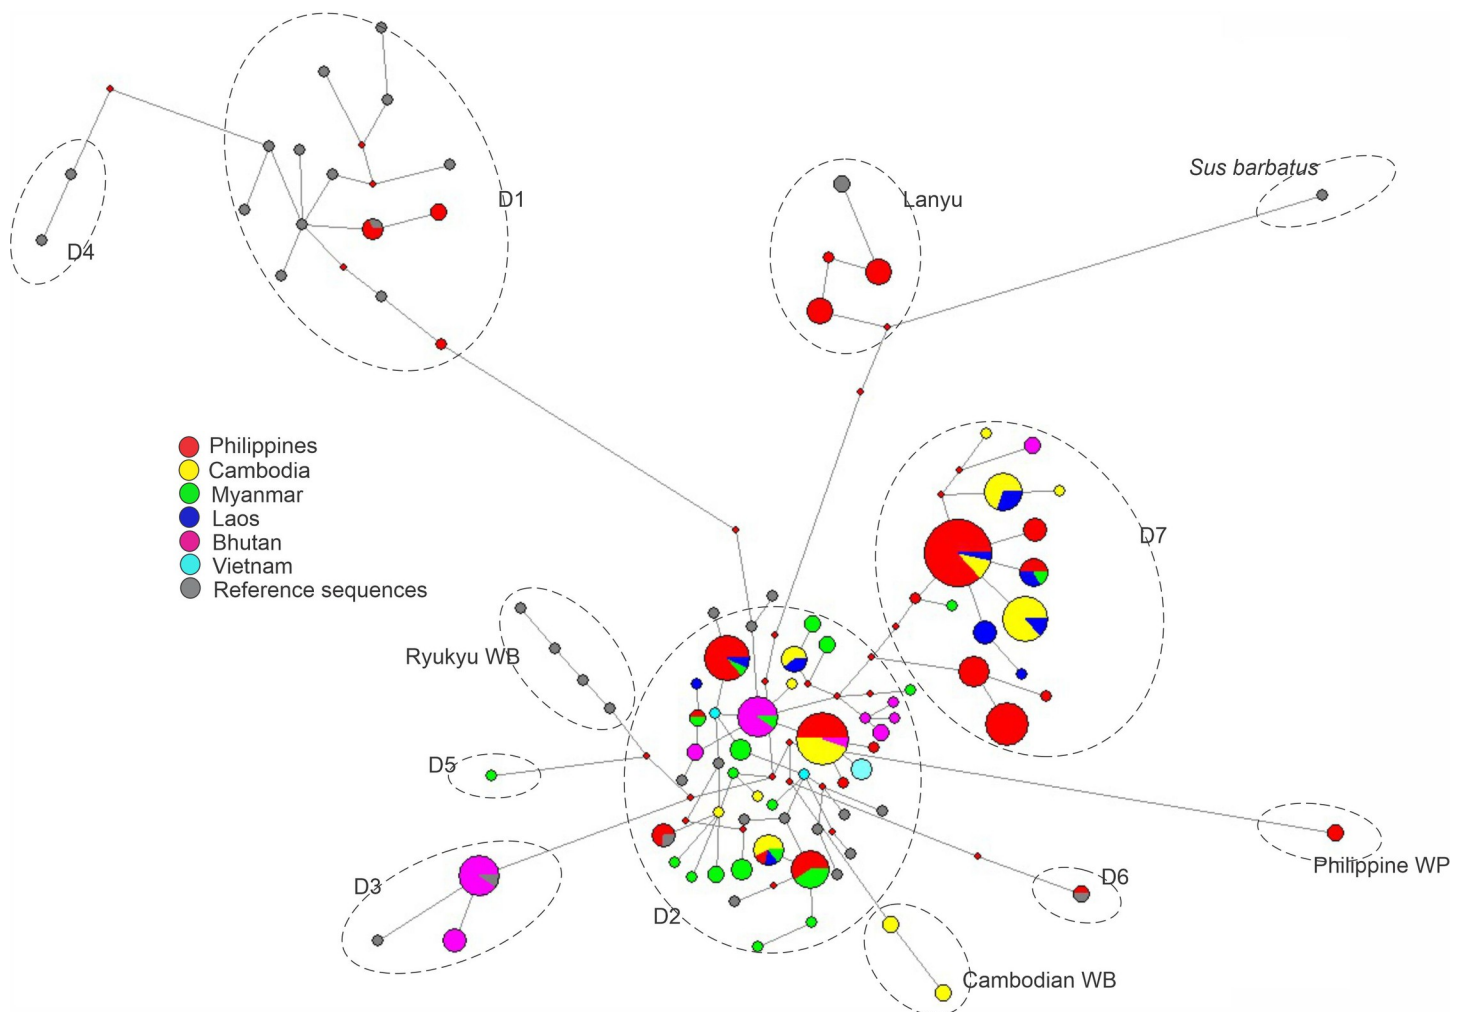 Sus barbatus
D1
Lanyu
D4
Philippines
Cambodia
Myanmar
Laos
Bhutan
Vietnam
Reference sequences
D7
Ryukyu WB
D5
Philippine WP
D3
D6
D2
Cambodian WB